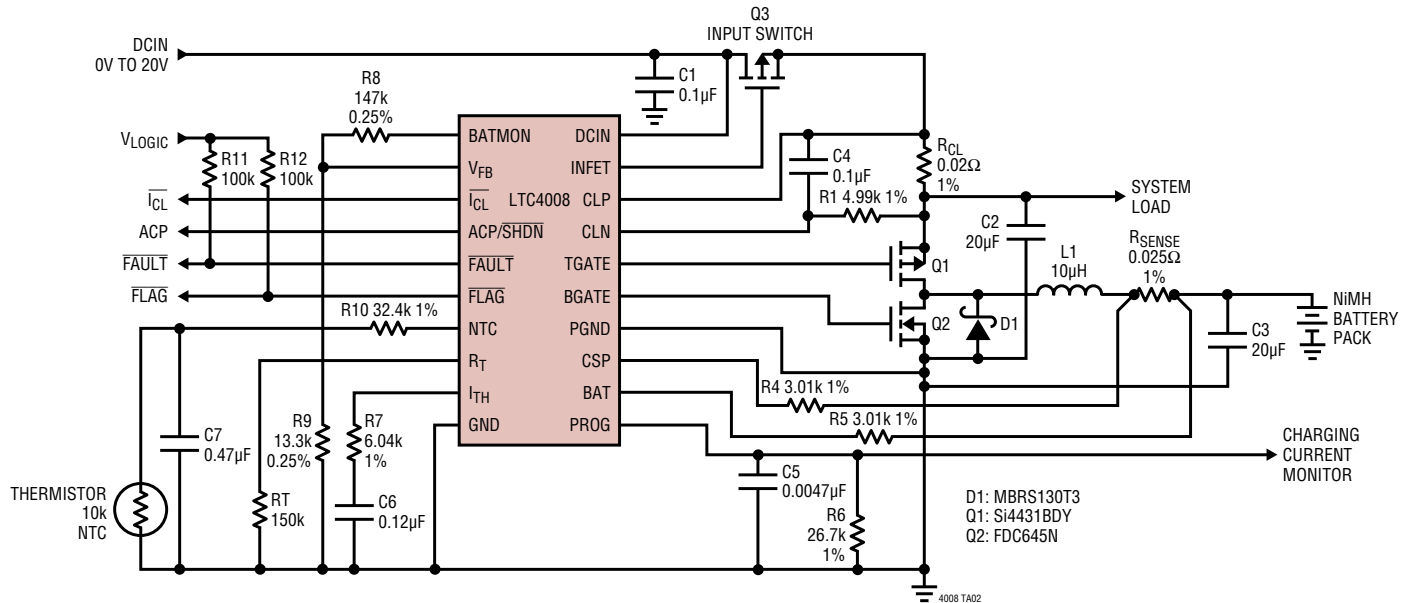 Q3
INPUT SWITCH
DCIN
0V TO 20V
C1
0.1µF
R8
147k
0.25%
VLOGIC
R11
100k
R12
100k
BATMON
DCIN
VFB
INFET
I̅C̅L̅
ICL
LTC4008
CLP
ACP
ACP/S̅H̅D̅N̅
CLN
F̅A̅U̅L̅T̅
F̅A̅U̅L̅T̅
TGATE
F̅L̅A̅G̅
F̅L̅A̅G̅
BGATE
NTC
PGND
RT
CSP
ITH
BAT
GND
PROG
C4
0.1µF
R1 4.99k 1%
RCL
0.02Ω
1%
SYSTEM
LOAD
C2
20µF
Q1
L1
10µH
RSENSE
0.025Ω
1%
Q2
D1
NiMH
BATTERY
PACK
C3
20µF
R10 32.4k 1%
R4 3.01k 1%
R5 3.01k 1%
C7
0.47µF
R9
13.3k
0.25%
R7
6.04k
1%
CHARGING
CURRENT
MONITOR
THERMISTOR
10k
NTC
RT
150k
C6
0.12µF
C5
0.0047µF
R6
26.7k
1%
D1: MBRS130T3
Q1: Si4431BDY
Q2: FDC645N
4008 TA02